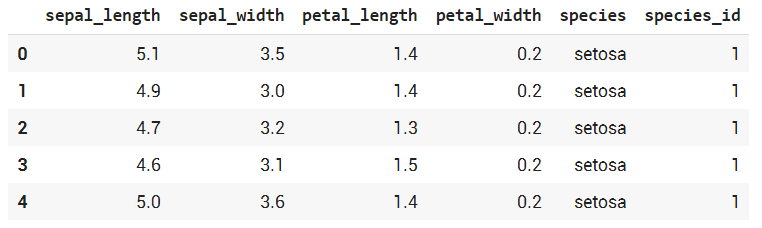 sepal_length sepal_width petal_length petal_width species species_id
0 5.1 3.5 1.4 0.2 setosa 1
1 4.9 3.0 1.4 0.2 setosa 1
2 4.7 3.2 1.3 0.2 setosa 1
3 4.6 3.1 1.5 0.2 setosa 1
4 5.0 3.6 1.4 0.2 setosa 1